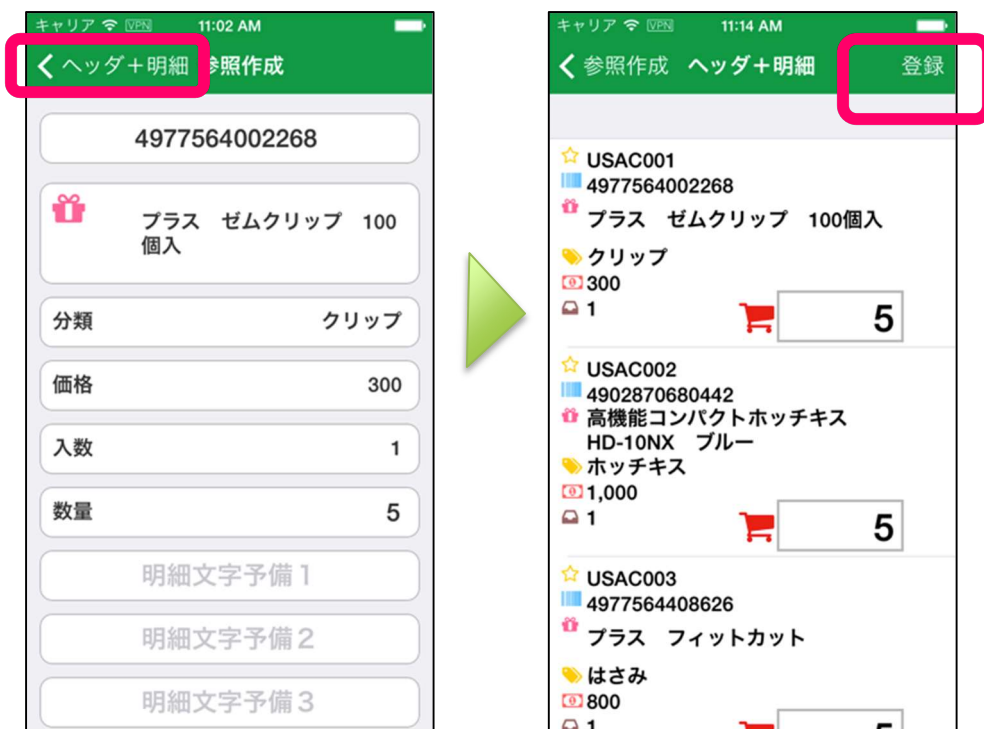 キャリア VPN 11:02 AM
ヘッダ＋明細 参照作成
4977564002268
プラス　ゼムクリップ　100
個入
分類 クリップ
価格 300
入数 1
数量 5
明細文字予備１
明細文字予備２
明細文字予備３
キャリア VPN 11:14 AM
参照作成 ヘッダ＋明細 登録
USAC001
4977564002268
プラス　ゼムクリップ　100個入
クリップ
300
1 5
USAC002
4902870680442
高機能コンパクトホッチキス
HD-10NX　ブルー
ホッチキス
1,000
1 5
USAC003
4977564408626
プラス　フィットカット
はさみ
800
1 5